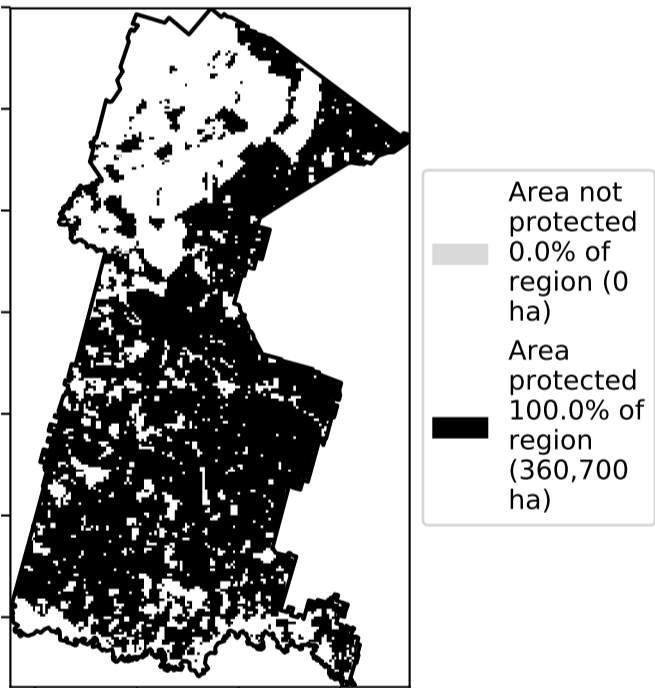 Area not
protected
0.0% of
region (0
ha)
Area
protected
100.0% of
region
(360,700
ha)